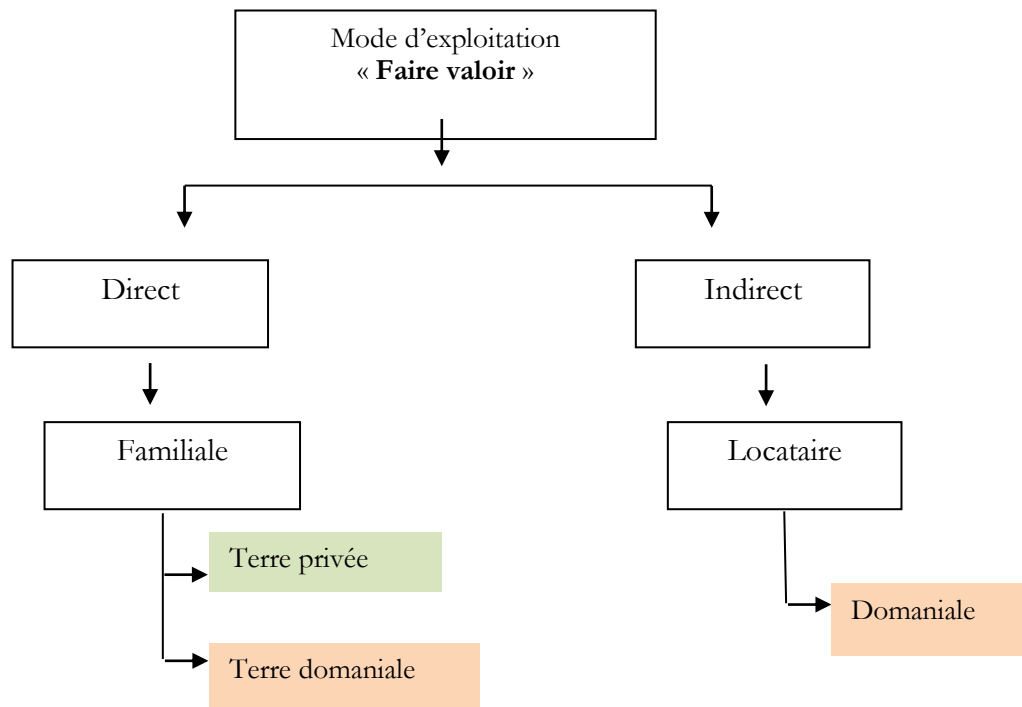 Mode d’exploitation
« Faire valoir »
Direct
Indirect
Familiale
Locataire
Terre privée
Domaniale
Terre domaniale